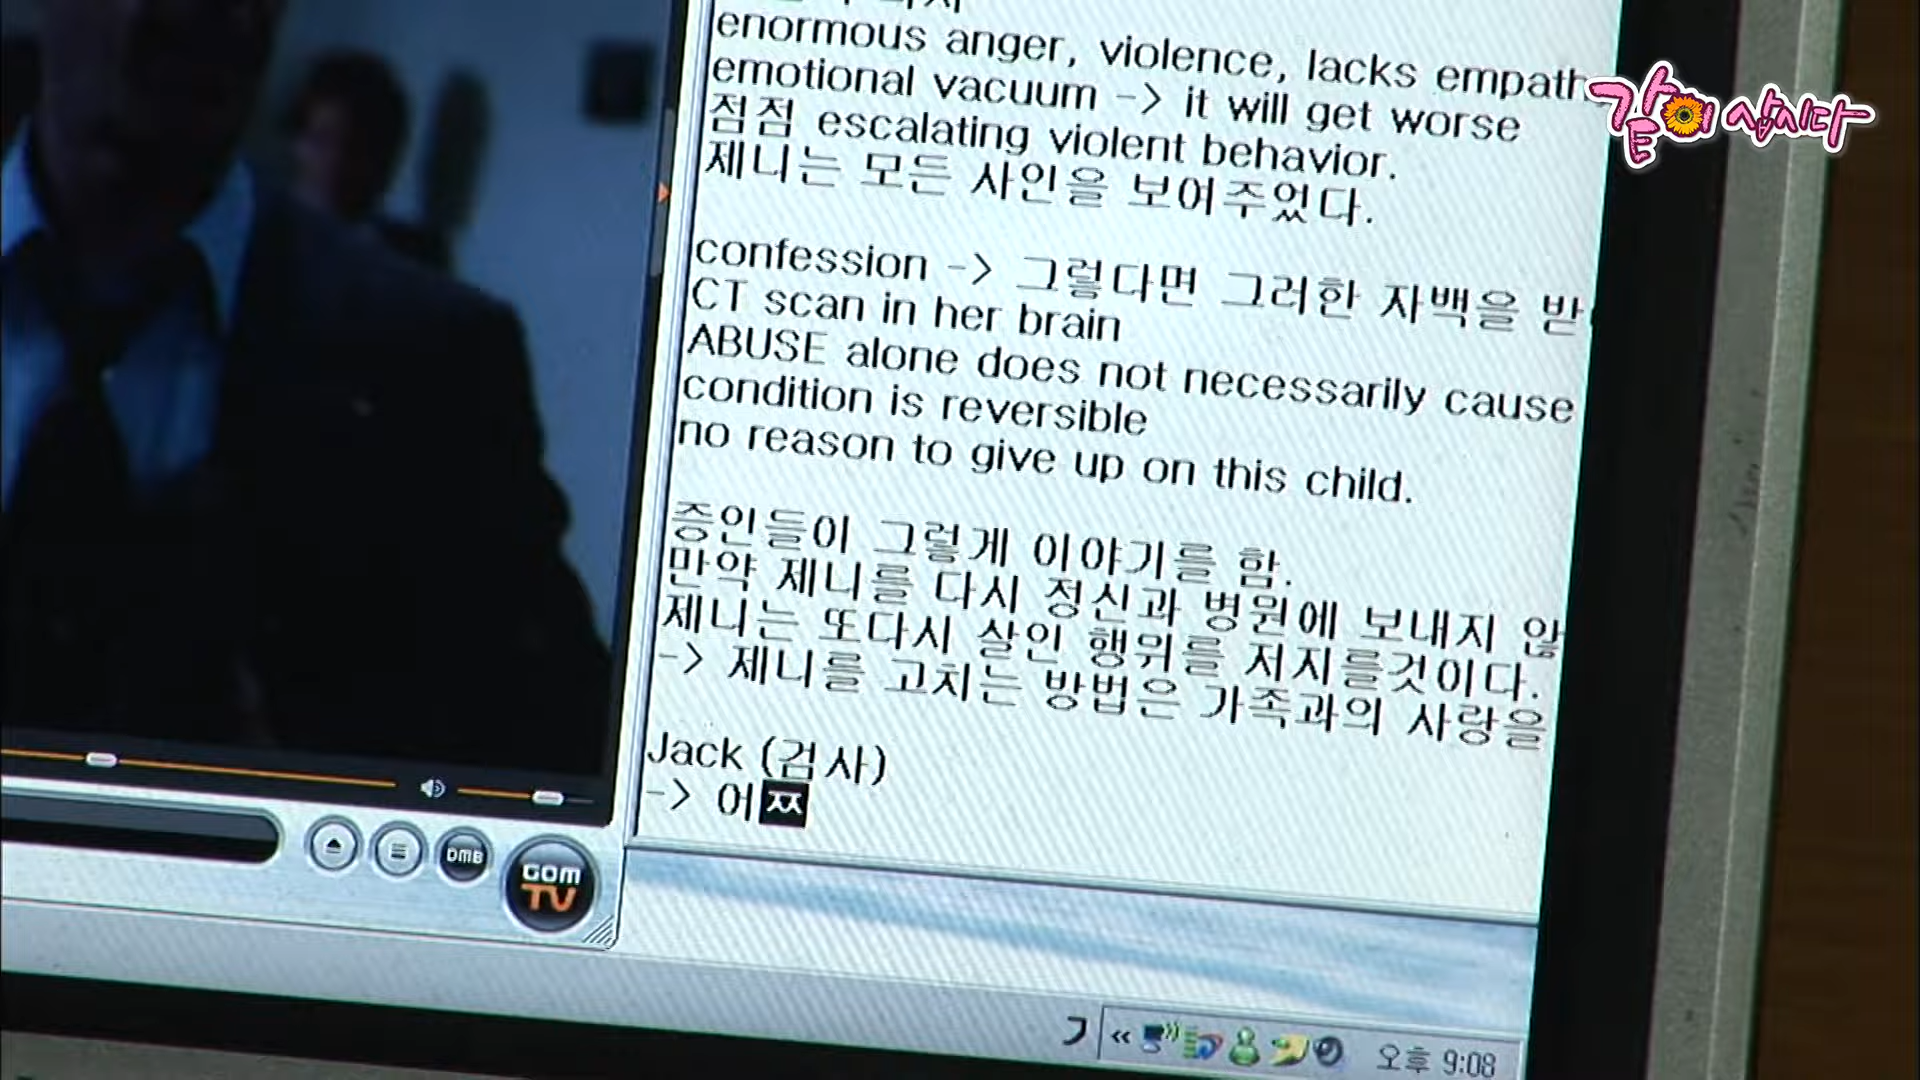 enormous anger, violence, lacks empath
emotional vacuum -> it will get worse
점점 escalating violent behavior.
제니는 모든 사인을 보여주었다.
confession -> 그렇다면 그러한 자백을 받
CT scan in her brain
ABUSE alone does not necessarily cause
condition is reversible
no reason to give up on this child.
증인들이 그렇게 이야기를 함.
만약 제니를 다시 정신과 병원에 보내지 않
제니는 또다시 살인 행위를 저지를것이다.
-> 제니를 고치는 방법은 가족과의 사랑을
Jack (검사)
-> 어ㅉ
같이 삽시다
DMB
GOM
TV
오후 9:08